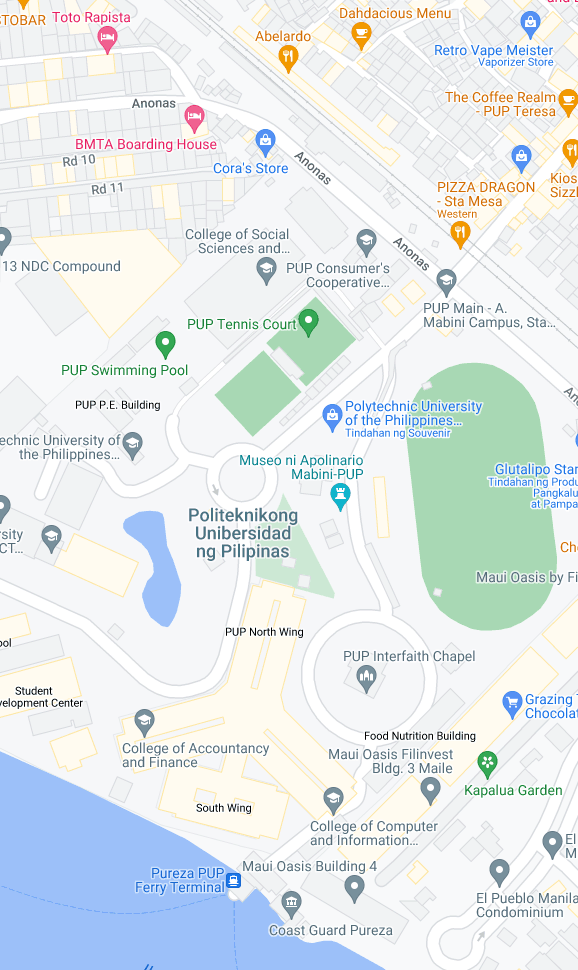 STOBAR
Toto Rapista
Dahdacious Menu
Abelardo
Retro Vape Meister
Vaporizer Store
The Coffee Realm
- PUP Teresa
Anonas
BMTA Boarding House
Rd 10
Cora's Store
Anonas
Rd 11
PIZZA DRAGON
- Sta Mesa
Western
Kios
Sizzl
College of Social
Sciences and...
Anonas
13 NDC Compound
PUP Consumer's
Cooperative...
PUP Main - A.
Mabini Campus, Sta...
PUP Tennis Court
PUP Swimming Pool
An
PUP P.E. Building
Polytechnic University
of the Philippines...
Tindahan ng Souvenir
echnic University of
the Philippines...
Museo ni Apolinario
Mabini-PUP
Glutalipo Star
Tindahan ng Produ
Pangkalu
at Pampa
Politeknikong
Unibersidad
ng Pilipinas
rsity
CT...
Che
Maui Oasis by Fi
PUP North Wing
ool
PUP Interfaith Chapel
Student
velopment Center
Grazing T
Chocolat
Food Nutrition Building
College of Accountancy
and Finance
Maui Oasis Filinvest
Bldg. 3 Maile
Kapalua Garden
South Wing
College of Computer
and Information...
El
M
Maui Oasis Building 4
Pureza PUP
Ferry Terminal
El Pueblo Manila
Condominium
Coast Guard Pureza